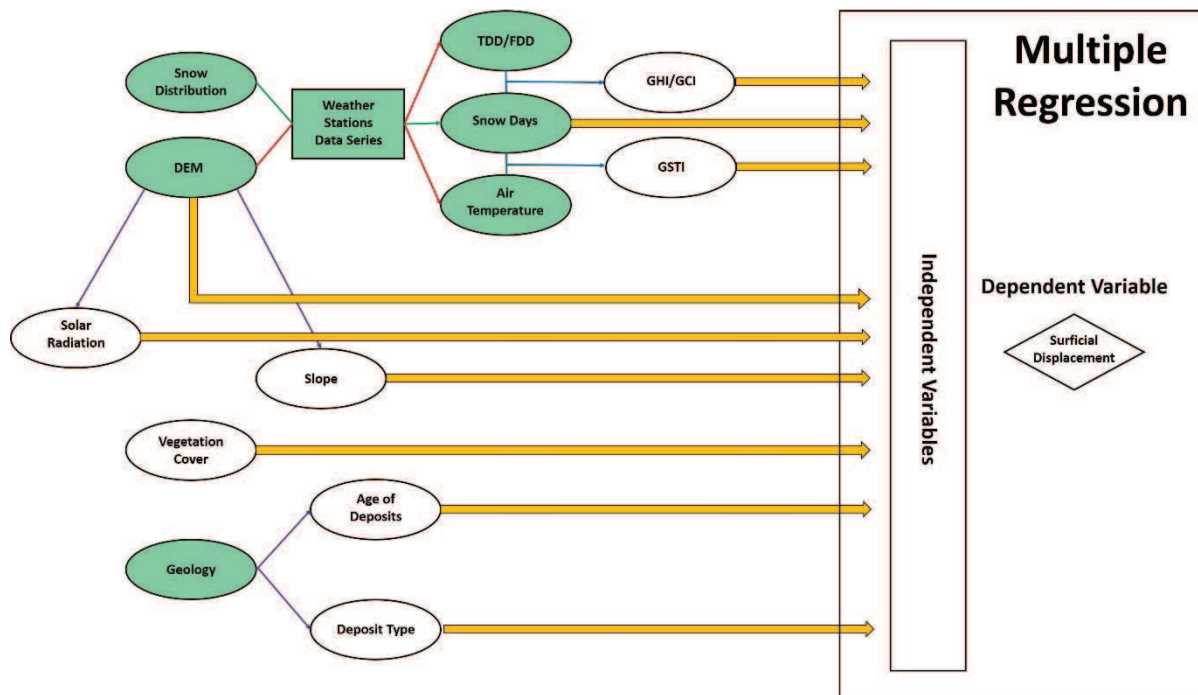 Multiple
Regression
TDD/FDD
Snow
Distribution
Weather
Stations
Data Series
GHI/GCI
Snow Days
DEM
GSTI
Air
Temperature
Independent Variables
Dependent Variable
Surficial
Displacement
Solar
Radiation
Slope
Vegetation
Cover
Age of
Deposits
Geology
Deposit Type